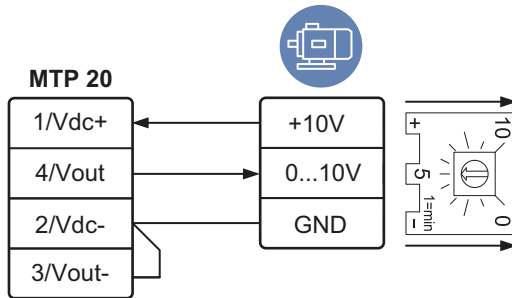 MTP 20
1/Vdc+
4/Vout
2/Vdc-
3/Vout-
+10V
0...10V
GND
+
5
-
1=min
10
0